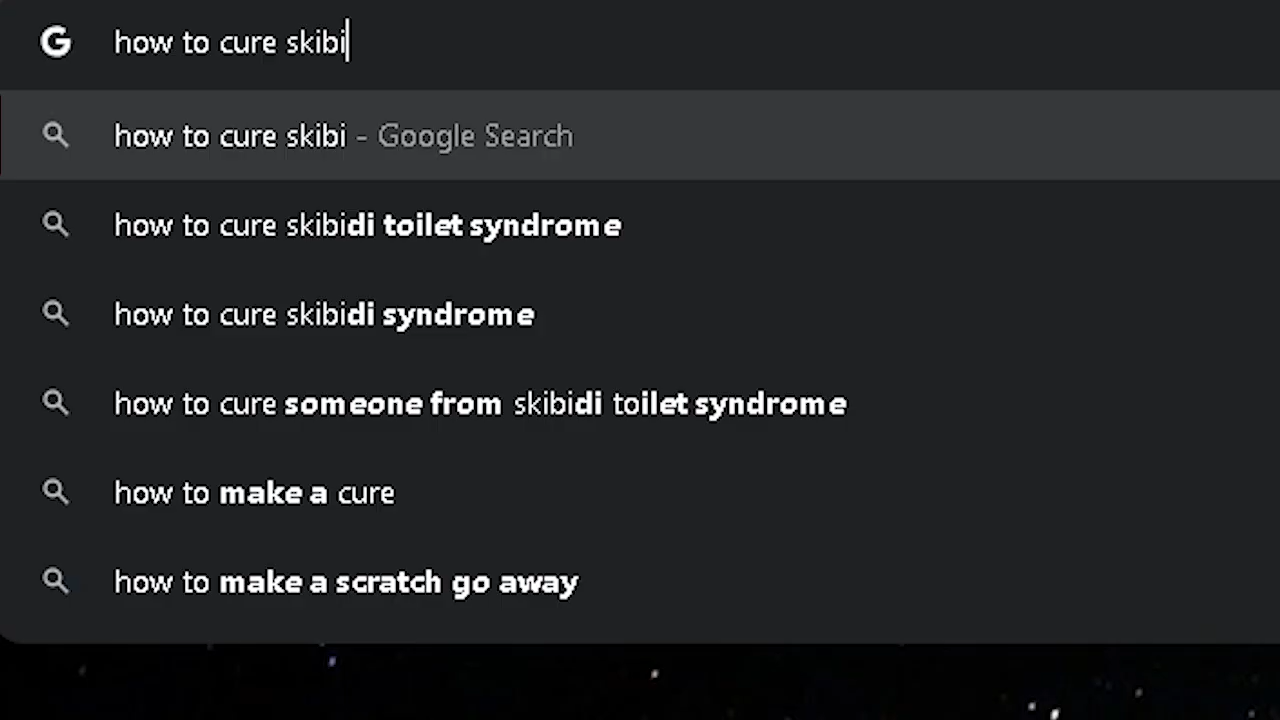 how to cure skibi
how to cure skibi - Google Search
how to cure skibidi toilet syndrome
how to cure skibidi syndrome
how to cure someone from skibidi toilet syndrome
how to make a cure
how to make a scratch go away